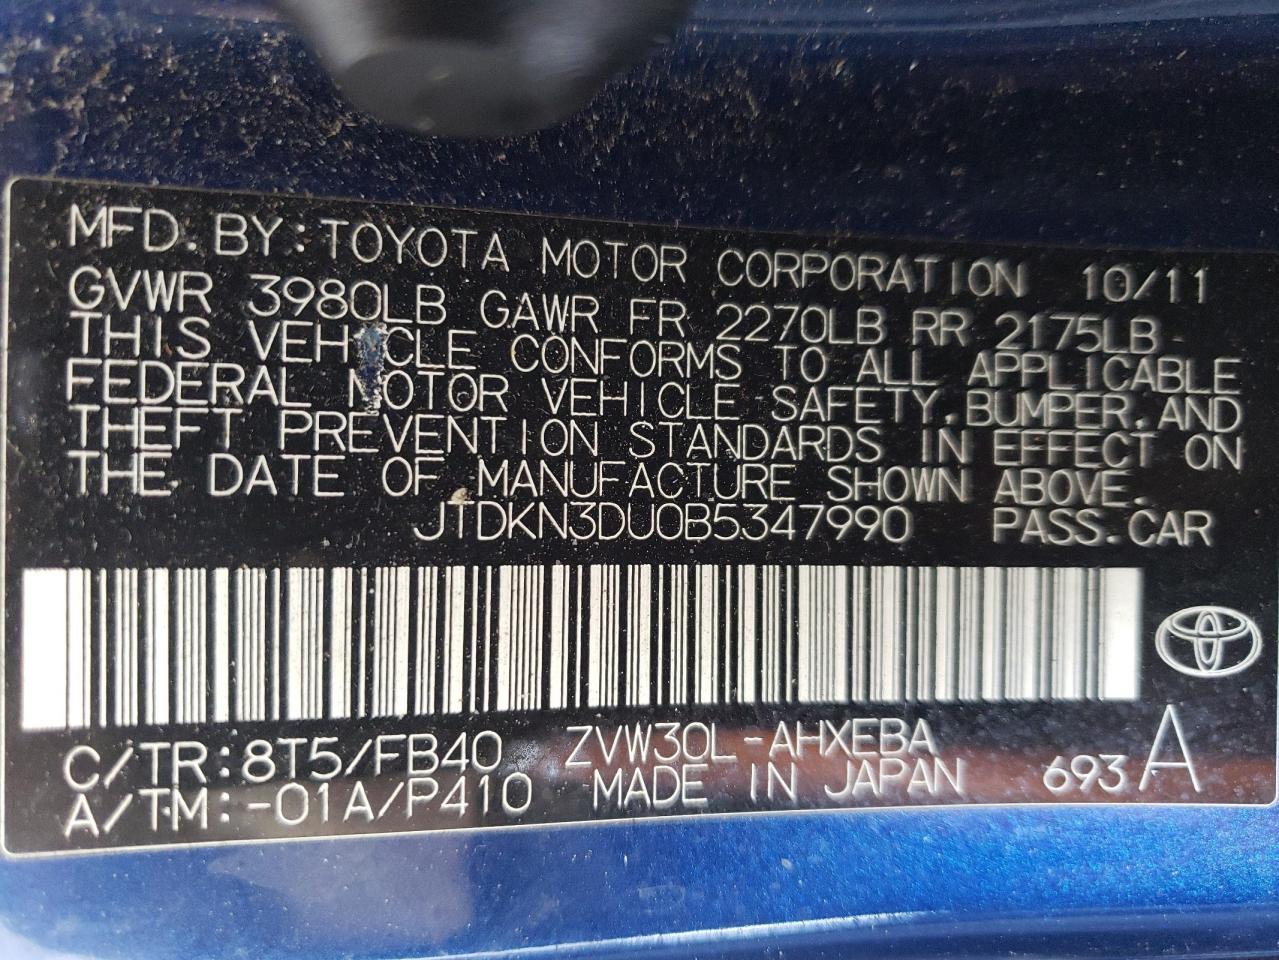 MFD. BY: TOYOTA MOTOR CORPORATION 10/11
GVWR 3980LB GAWR FR 2270LB RR 2175LB
THIS VEHICLE CONFORMS TO ALL APPLICABLE
FEDERAL MOTOR VEHICLE SAFETY, BUMPER, AND
THEFT PREVENTION STANDARDS IN EFFECT ON
THE DATE OF MANUFACTURE SHOWN ABOVE.
JTDKN3DU0B5347990 PASS. CAR
C/TR: 8T5/FB40 ZVW30L-AHXEBA
A/TM: -01A/P410 MADE IN JAPAN 693 A